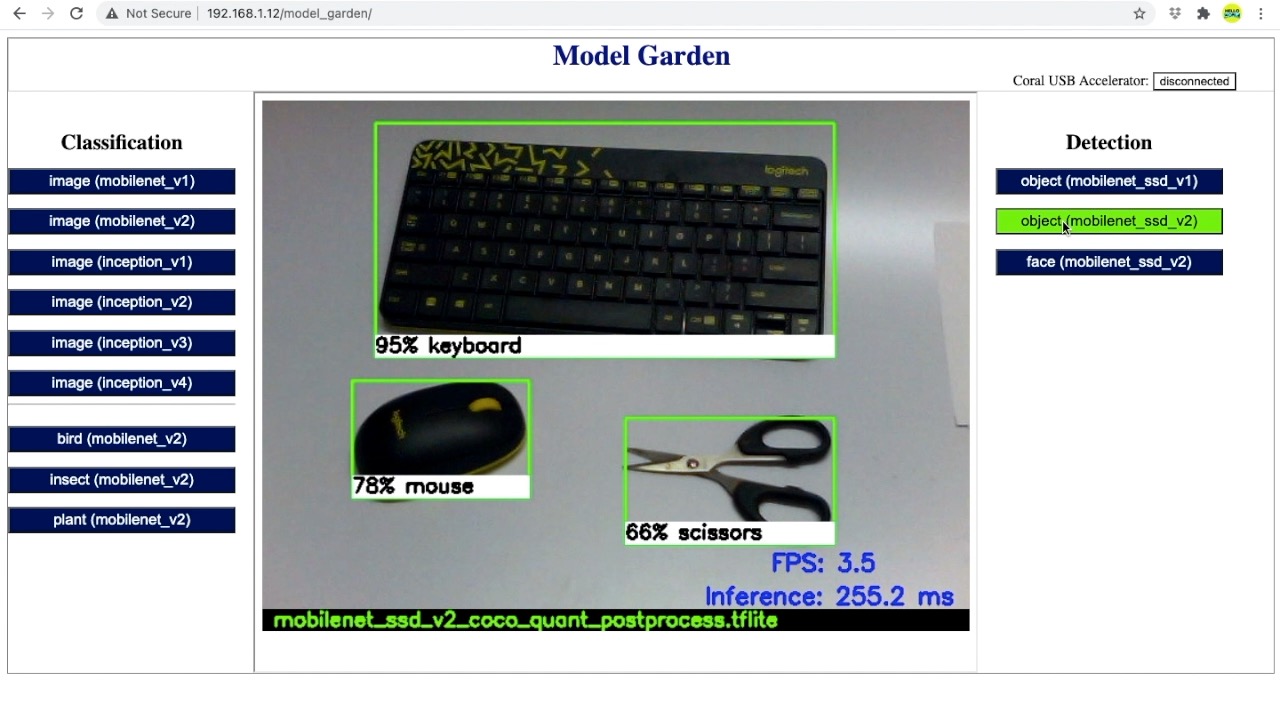 Not Secure
192.168.1.12/model_garden/
Model Garden
Coral USB Accelerator: disconnected
Classification
image (mobilenet_v1)
image (mobilenet_v2)
image (inception_v1)
image (inception_v2)
image (inception_v3)
image (inception_v4)
bird (mobilenet_v2)
insect (mobilenet_v2)
plant (mobilenet_v2)
logitech
95% keyboard
logitech
78% mouse
66% scissors
FPS: 3.5
Inference: 255.2 ms
mobilenet_ssd_v2_coco_quant_postprocess.tflite
Detection
object (mobilenet_ssd_v1)
object (mobilenet_ssd_v2)
face (mobilenet_ssd_v2)